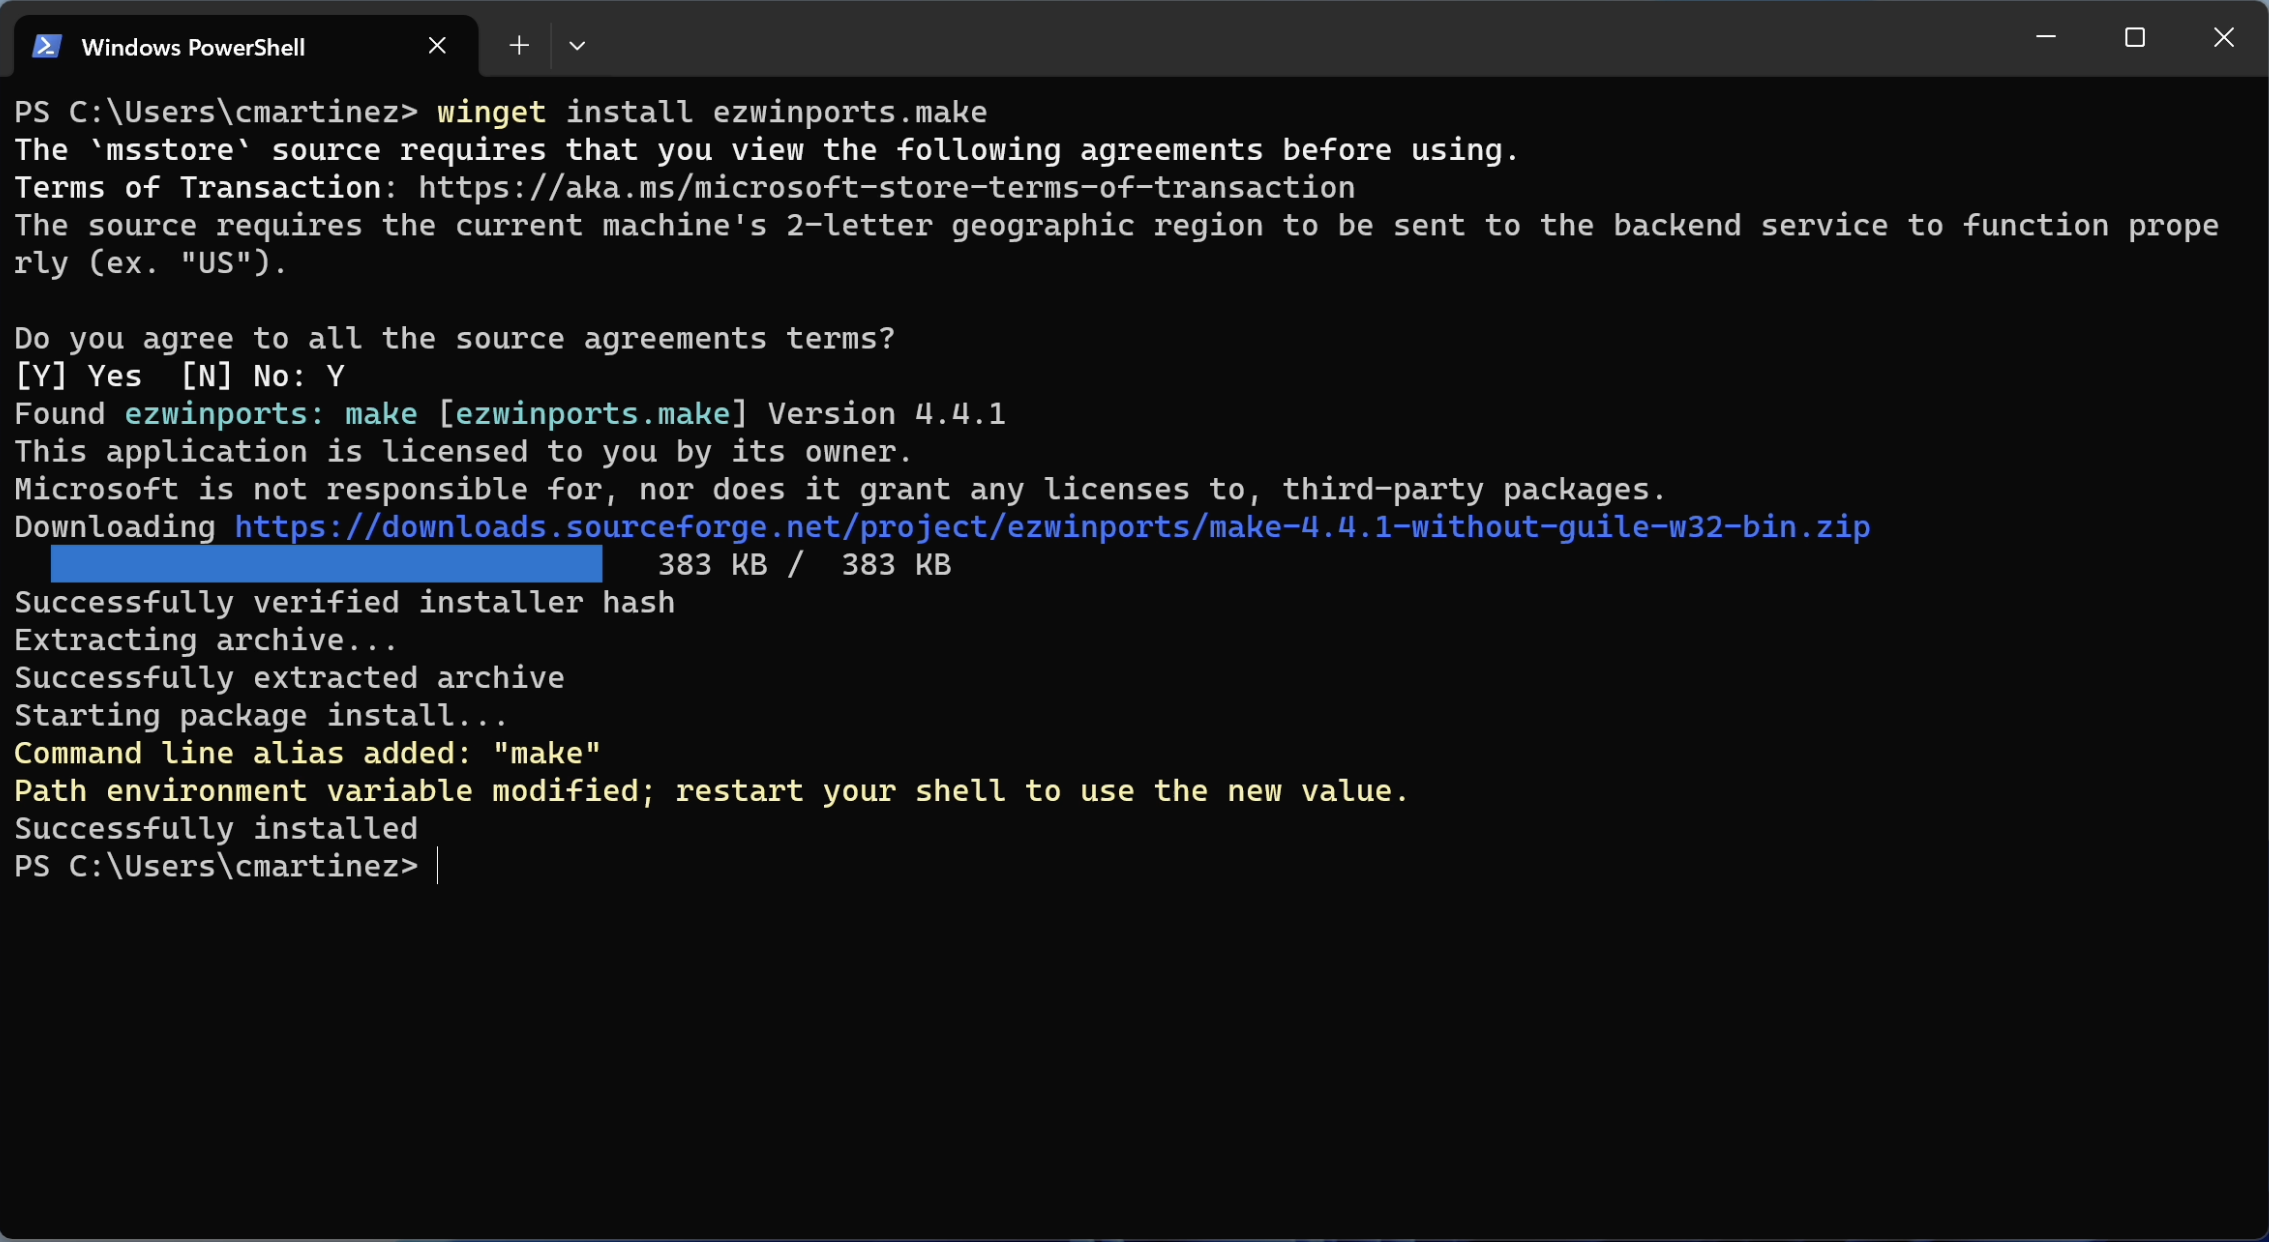 Windows PowerShell
PS C:\Users\cmartinez> winget install ezwinports.make
The `msstore` source requires that you view the following agreements before using.
Terms of Transaction: https://aka.ms/microsoft-store-terms-of-transaction
The source requires the current machine's 2-letter geographic region to be sent to the backend service to function prope
rly (ex. "US").
Do you agree to all the source agreements terms?
[Y] Yes  [N] No: Y
Found ezwinports: make [ezwinports.make] Version 4.4.1
This application is licensed to you by its owner.
Microsoft is not responsible for, nor does it grant any licenses to, third-party packages.
Downloading https://downloads.sourceforge.net/project/ezwinports/make-4.4.1-without-guile-w32-bin.zip
383 KB /  383 KB
Successfully verified installer hash
Extracting archive...
Successfully extracted archive
Starting package install...
Command line alias added: "make"
Path environment variable modified; restart your shell to use the new value.
Successfully installed
PS C:\Users\cmartinez>